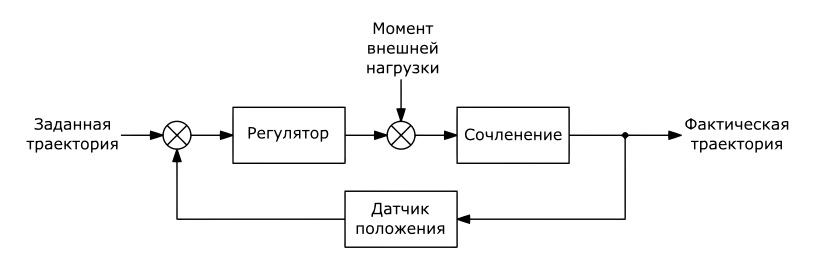 Момент
внешней
нагрузки
Заданная
траектория
Регулятор
Сочленение
Фактическая
траектория
Датчик
положения